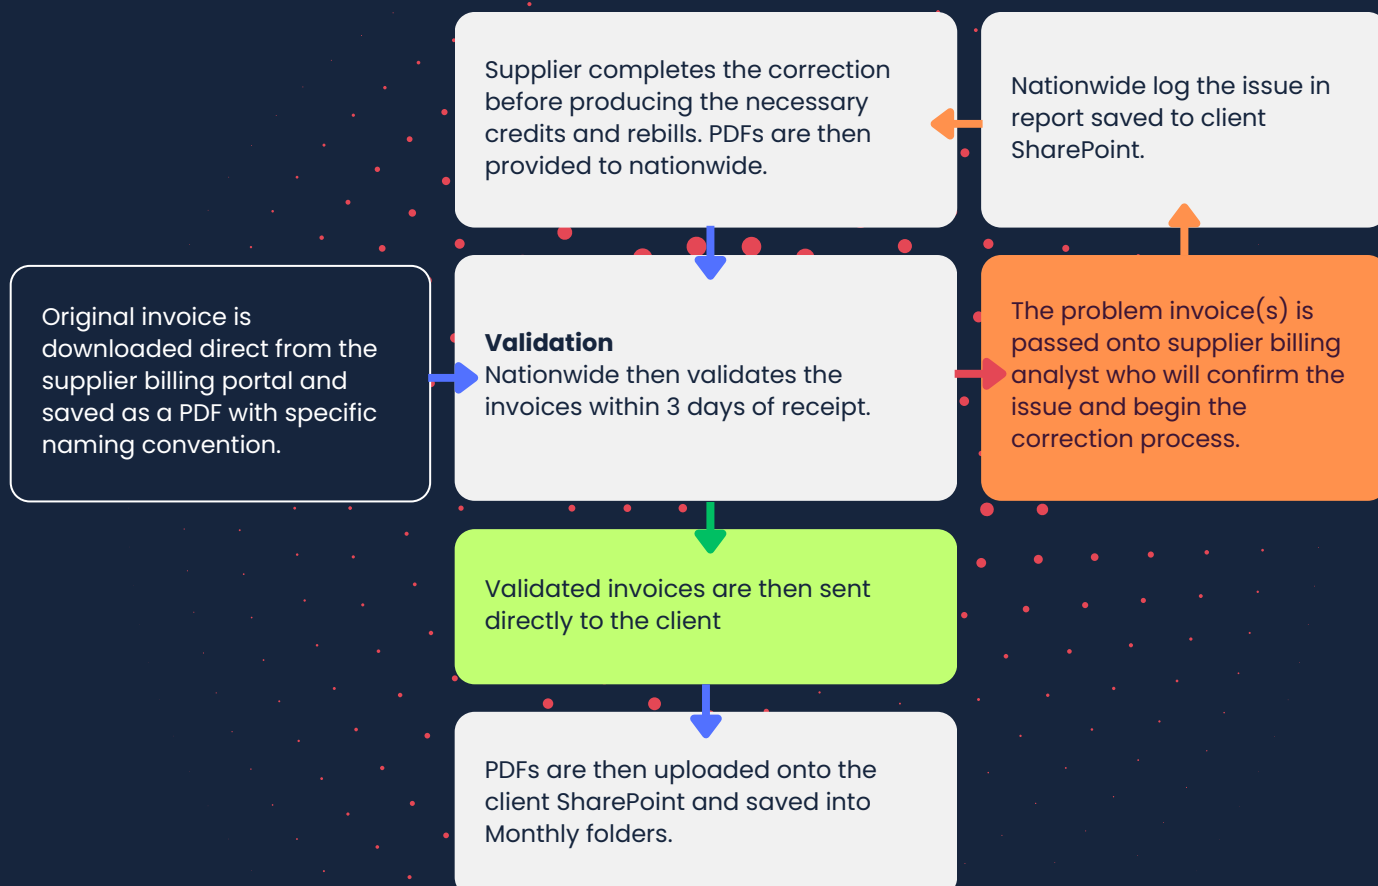 Supplier completes the correction
before producing the necessary
credits and rebills. PDFs are then
provided to nationwide.
Nationwide log the issue in
report saved to client
SharePoint.
Original invoice is
downloaded direct from the
supplier billing portal and
saved as a PDF with specific
naming convention.
Validation
Nationwide then validates the
invoices within 3 days of receipt.
The problem invoice(s) is
passed onto supplier billing
analyst who will confirm the
issue and begin the
correction process.
Validated invoices are then sent
directly to the client
PDFs are then uploaded onto the
client SharePoint and saved into
Monthly folders.